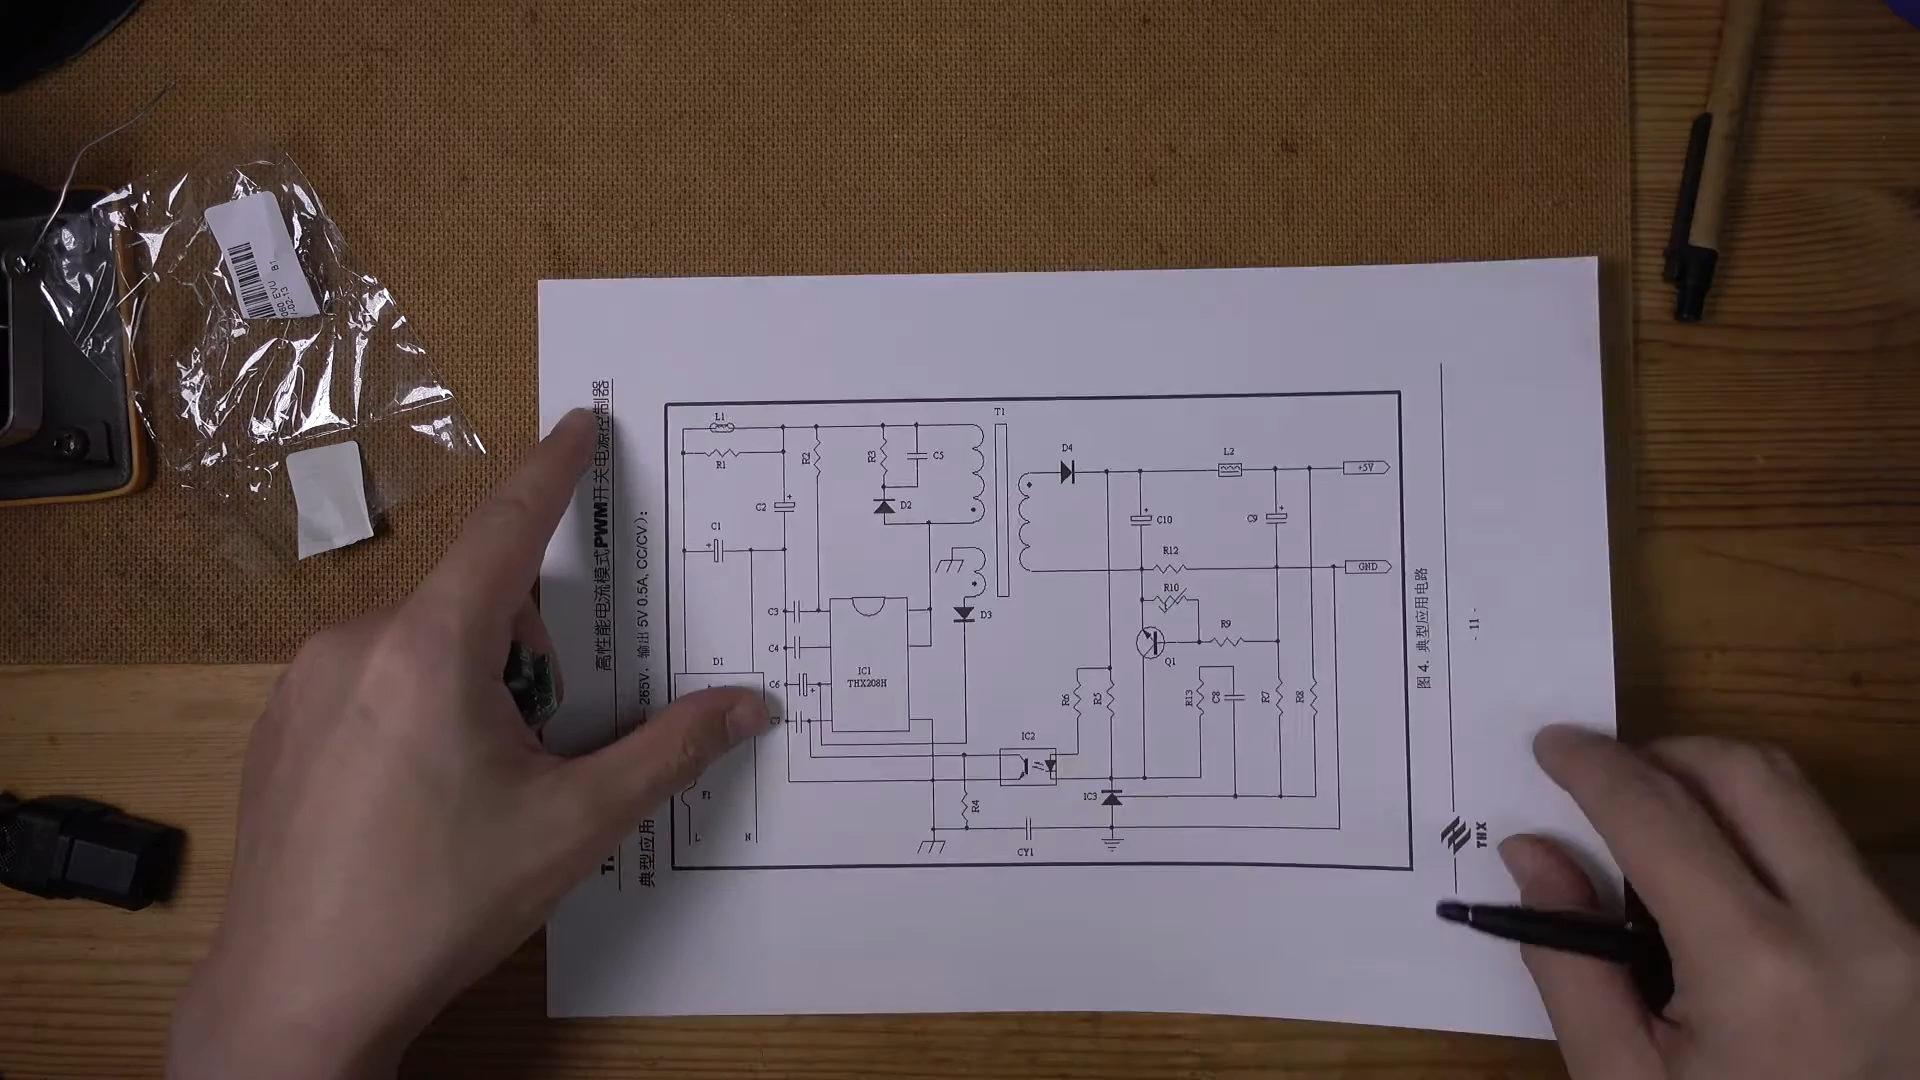 高性能电流模式PWM开关电源控制器
265V，输出 5V 0.5A, CC/CV）：
典型应用
L1
R1
C2
C1
R2
R3
C5
D2
T1
D4
L2
+5V
C10
C9
R12
GND
R10
C3
D3
C4
R9
Q1
D1
IC1
THX208H
C6
R6
R5
R13
C8
R7
R8
IC2
F1
R4
IC3
L
N
CY1
图 4. 典型应用电路
- 11 -
THX